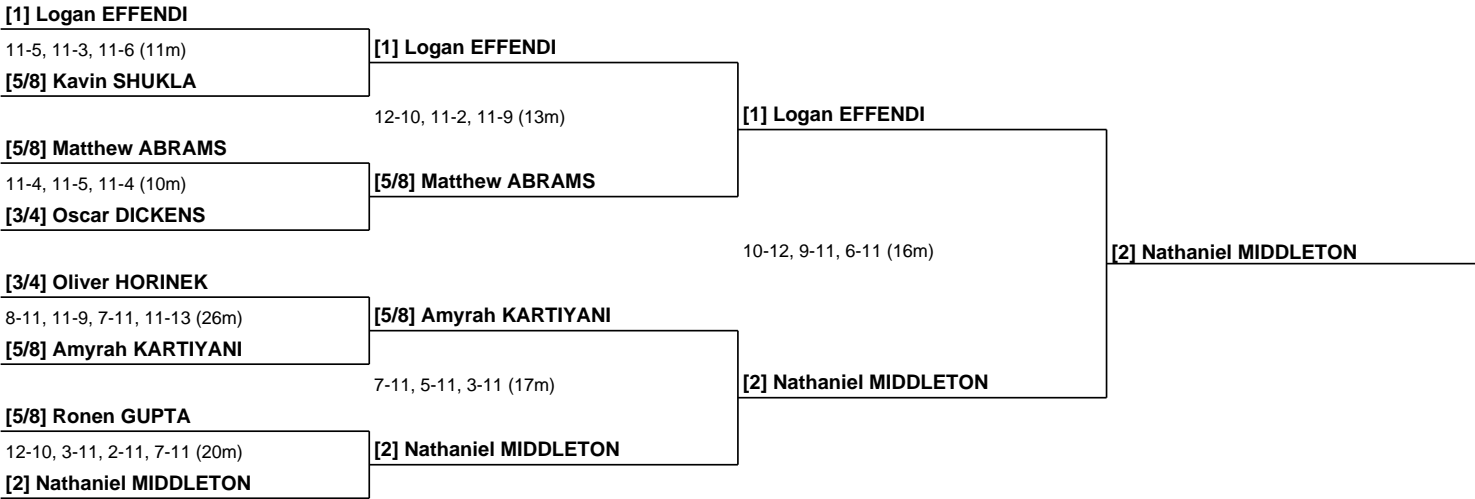 [1] Logan EFFENDI
11-5, 11-3, 11-6 (11m)
[5/8] Kavin SHUKLA
[5/8] Matthew ABRAMS
11-4, 11-5, 11-4 (10m)
[3/4] Oscar DICKENS
[3/4] Oliver HORINEK
8-11, 11-9, 7-11, 11-13 (26m)
[5/8] Amyrah KARTIYANI
[5/8] Ronen GUPTA
12-10, 3-11, 2-11, 7-11 (20m)
[2] Nathaniel MIDDLETON
[1] Logan EFFENDI
12-10, 11-2, 11-9 (13m)
[5/8] Matthew ABRAMS
[5/8] Amyrah KARTIYANI
7-11, 5-11, 3-11 (17m)
[2] Nathaniel MIDDLETON
[1] Logan EFFENDI
10-12, 9-11, 6-11 (16m)
[2] Nathaniel MIDDLETON
[2] Nathaniel MIDDLETON